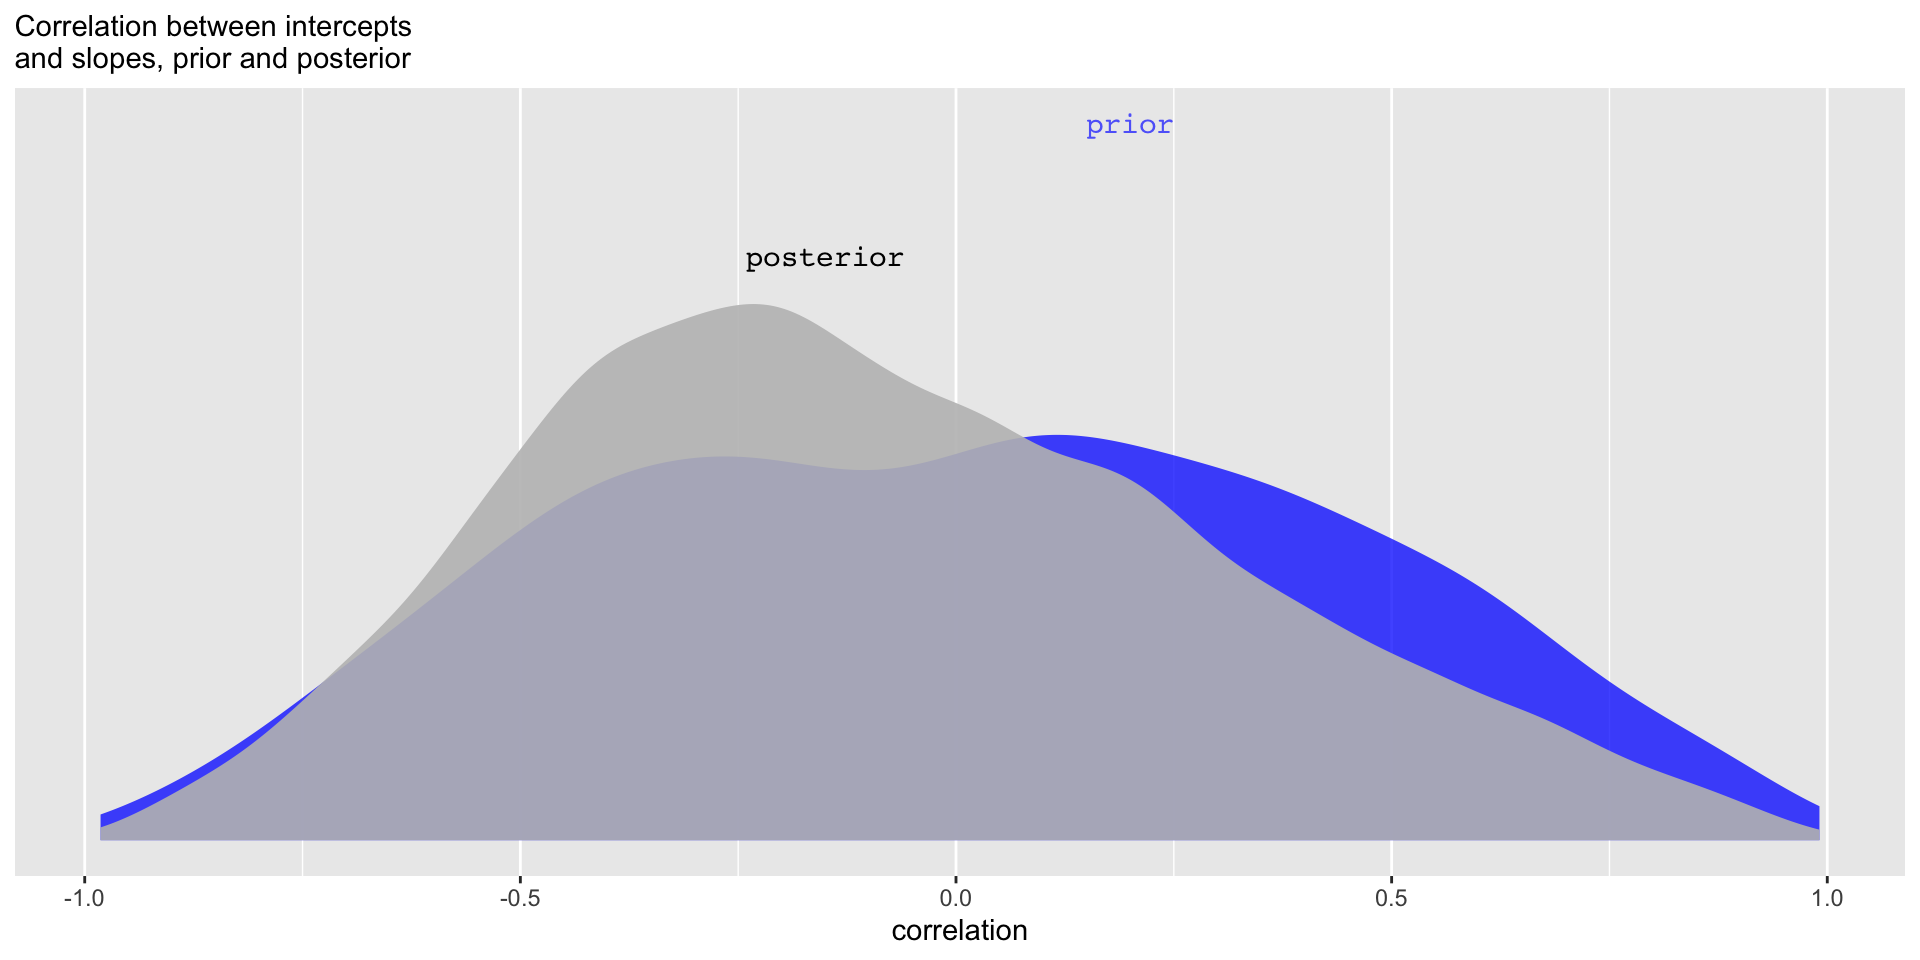 Correlation between intercepts
and slopes, prior and posterior
prior
posterior
-1.0 -0.5 0.0 0.5 1.0
correlation